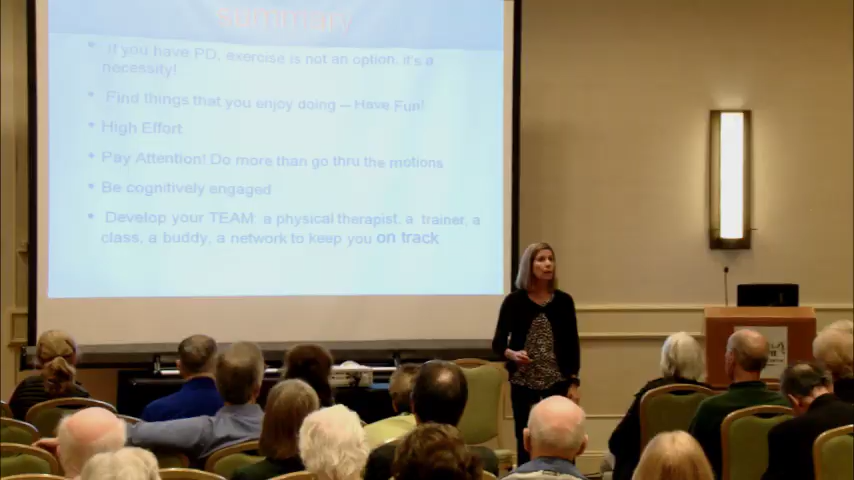 summary
• If you have PD, exercise is not an option, it's a
necessity!
• Find things that you enjoy doing – Have Fun!
• High Effort
• Pay Attention! Do more than go thru the motions
• Be cognitively engaged
• Develop your TEAM a physical therapist, a trainer, a
class, a buddy, a network to keep you on track